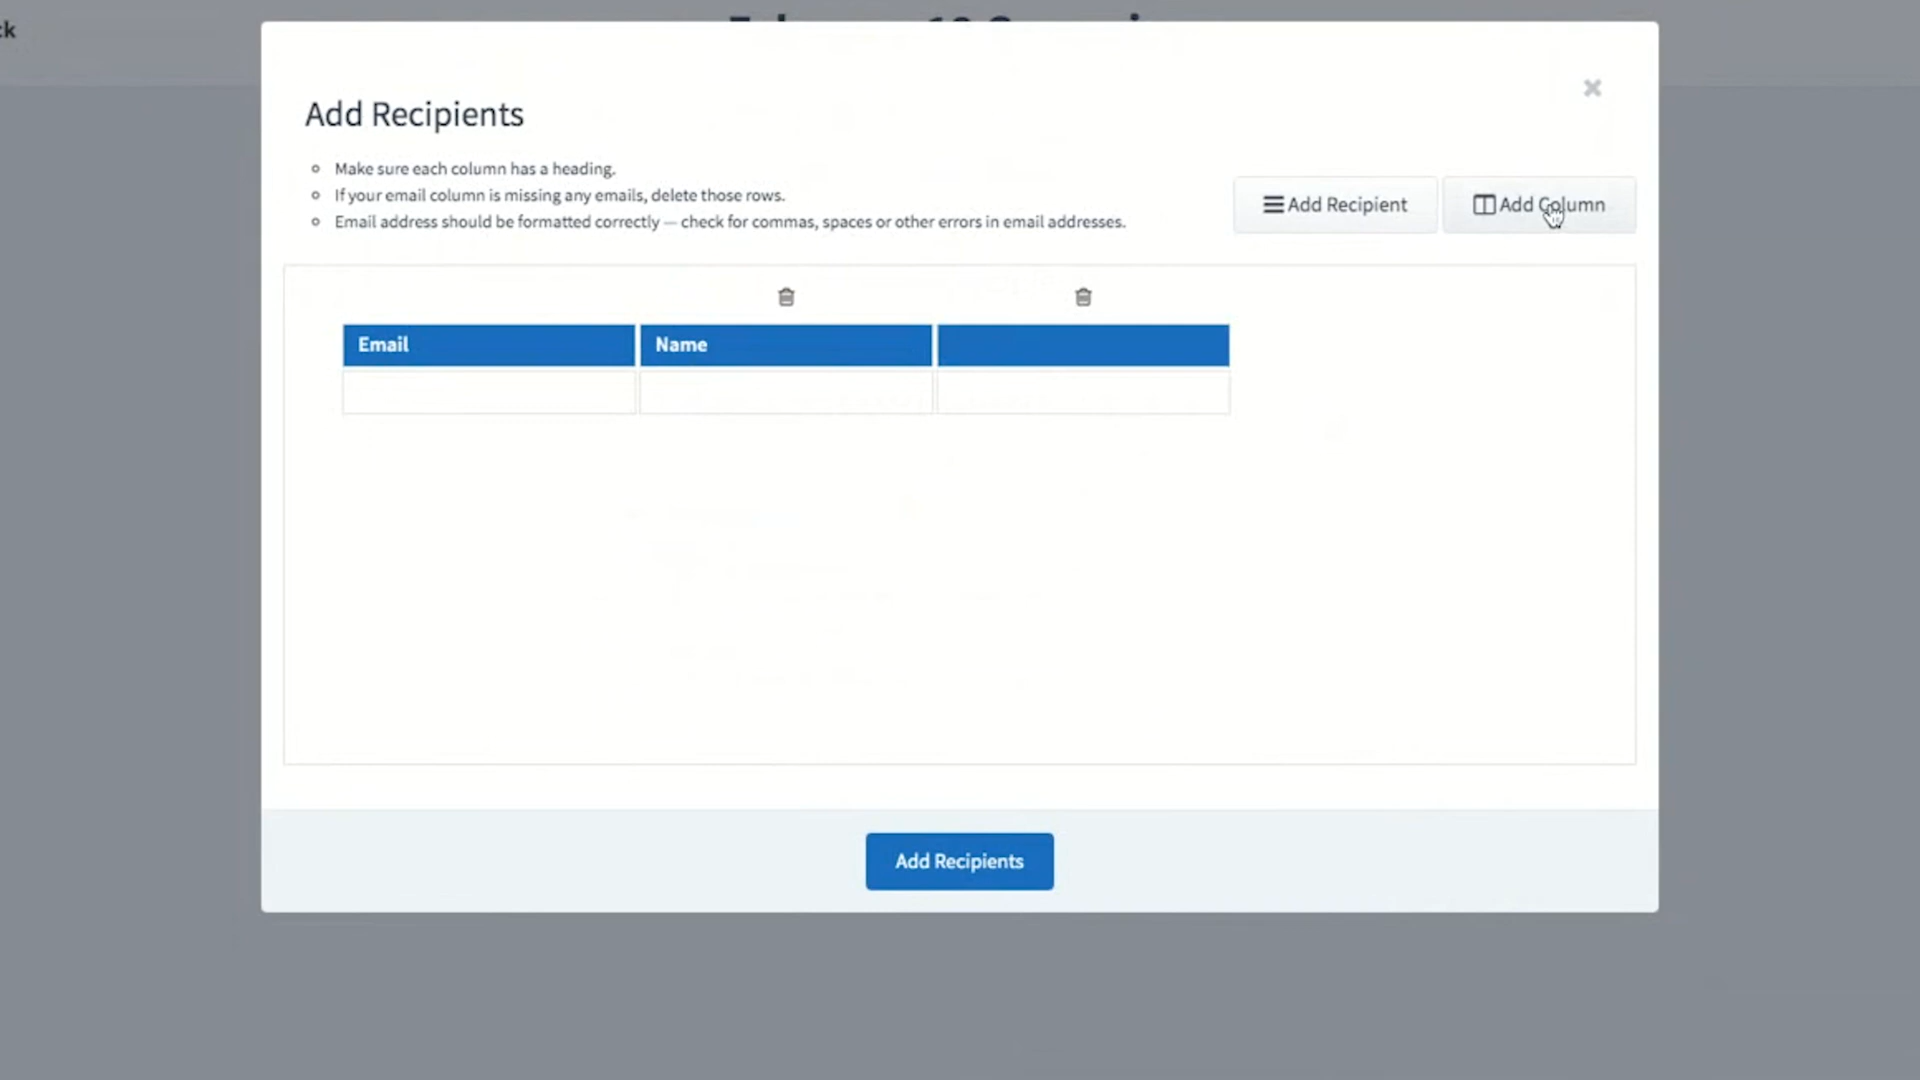 Add Recipients
Make sure each column has a heading.
If your email column is missing any emails, delete those rows.
Email address should be formatted correctly — check for commas, spaces or other errors in email addresses.
Add Recipient
Add Column
Email
Name
Add Recipients